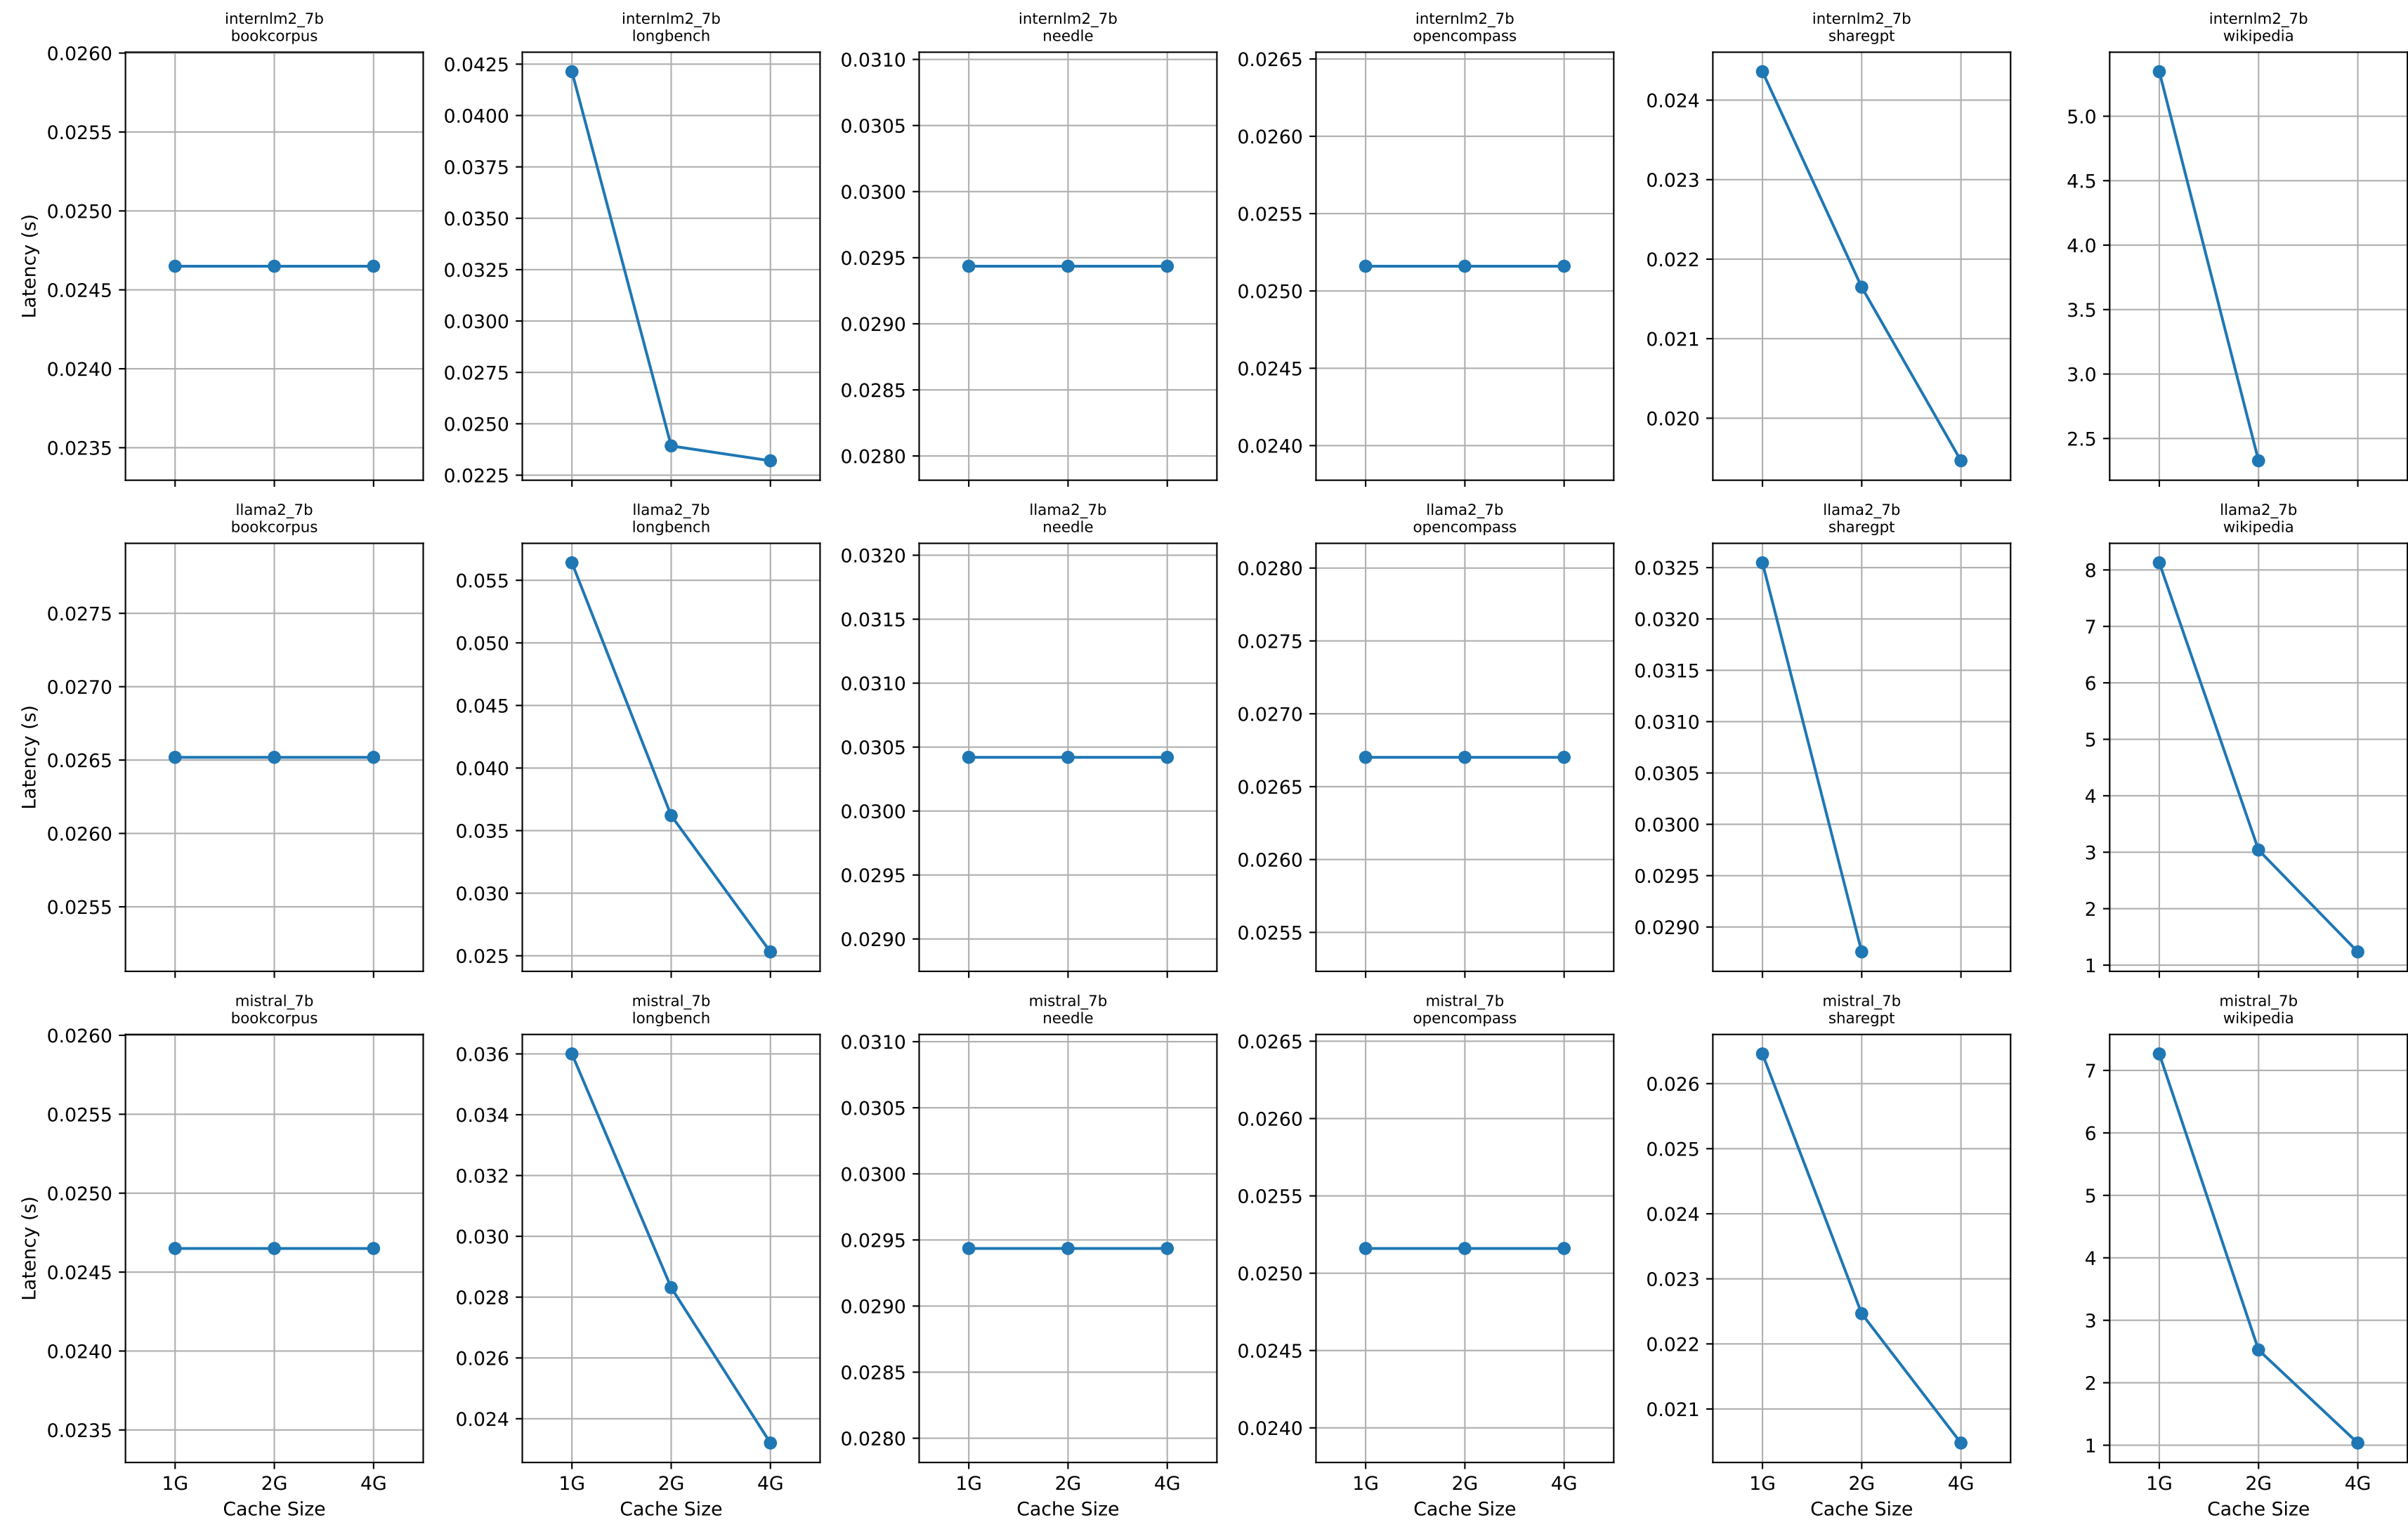 internlm2_7b
bookcorpus
internlm2_7b
longbench
internlm2_7b
needle
internlm2_7b
opencompass
internlm2_7b
sharegpt
internlm2_7b
wikipedia
Latency (s)
0.0260
0.0255
0.0250
0.0245
0.0240
0.0235
0.0425
0.0400
0.0375
0.0350
0.0325
0.0300
0.0275
0.0250
0.0225
0.0310
0.0305
0.0300
0.0295
0.0290
0.0285
0.0280
0.0265
0.0260
0.0255
0.0250
0.0245
0.0240
0.024
0.023
0.022
0.021
0.020
5.0
4.5
4.0
3.5
3.0
2.5
llama2_7b
bookcorpus
llama2_7b
longbench
llama2_7b
needle
llama2_7b
opencompass
llama2_7b
sharegpt
llama2_7b
wikipedia
Latency (s)
0.0275
0.0270
0.0265
0.0260
0.0255
0.055
0.050
0.045
0.040
0.035
0.030
0.025
0.0320
0.0315
0.0310
0.0305
0.0300
0.0295
0.0290
0.0280
0.0275
0.0270
0.0265
0.0260
0.0255
0.0325
0.0320
0.0315
0.0310
0.0305
0.0300
0.0295
0.0290
8
7
6
5
4
3
2
1
mistral_7b
bookcorpus
mistral_7b
longbench
mistral_7b
needle
mistral_7b
opencompass
mistral_7b
sharegpt
mistral_7b
wikipedia
Latency (s)
0.0260
0.0255
0.0250
0.0245
0.0240
0.0235
0.036
0.034
0.032
0.030
0.028
0.026
0.024
0.0310
0.0305
0.0300
0.0295
0.0290
0.0285
0.0280
0.0265
0.0260
0.0255
0.0250
0.0245
0.0240
0.026
0.025
0.024
0.023
0.022
0.021
7
6
5
4
3
2
1
1G 2G 4G
Cache Size
1G 2G 4G
Cache Size
1G 2G 4G
Cache Size
1G 2G 4G
Cache Size
1G 2G 4G
Cache Size
1G 2G 4G
Cache Size